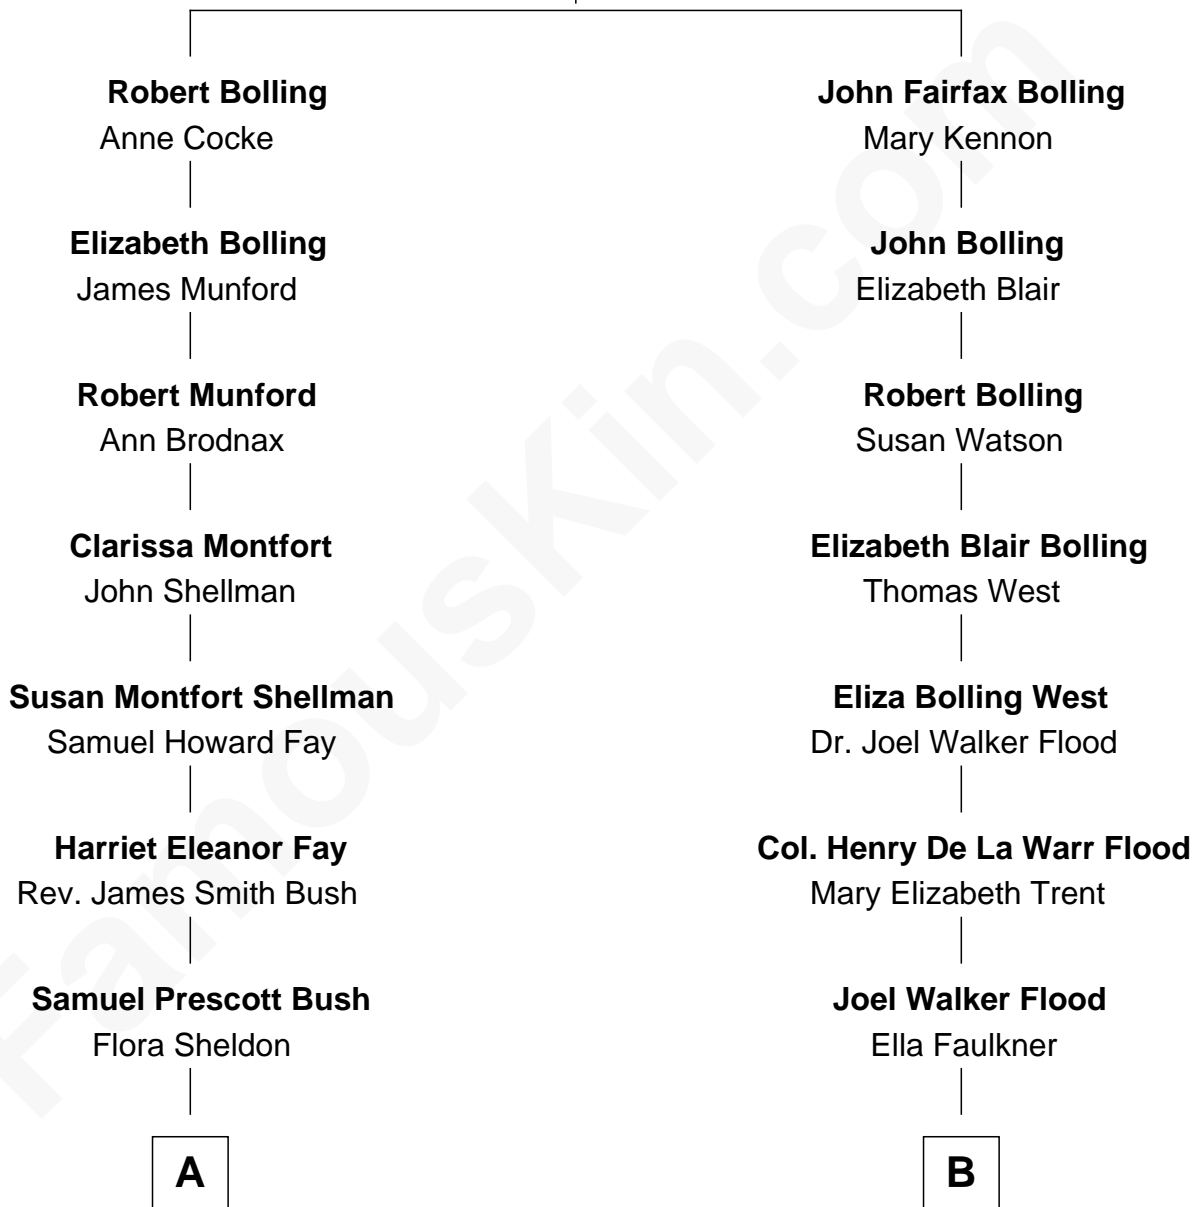 Robert Bolling
Anne Cocke
Elizabeth Bolling
James Munford
Robert Munford
Ann Brodnax
Clarissa Montfort
John Shellman
Susan Montfort Shellman
Samuel Howard Fay
Harriet Eleanor Fay
Rev. James Smith Bush
Samuel Prescott Bush
Flora Sheldon
A
John Fairfax Bolling
Mary Kennon
John Bolling
Elizabeth Blair
Robert Bolling
Susan Watson
Elizabeth Blair Bolling
Thomas West
Eliza Bolling West
Dr. Joel Walker Flood
Col. Henry De La Warr Flood
Mary Elizabeth Trent
Joel Walker Flood
Ella Faulkner
B
FamousKin.com